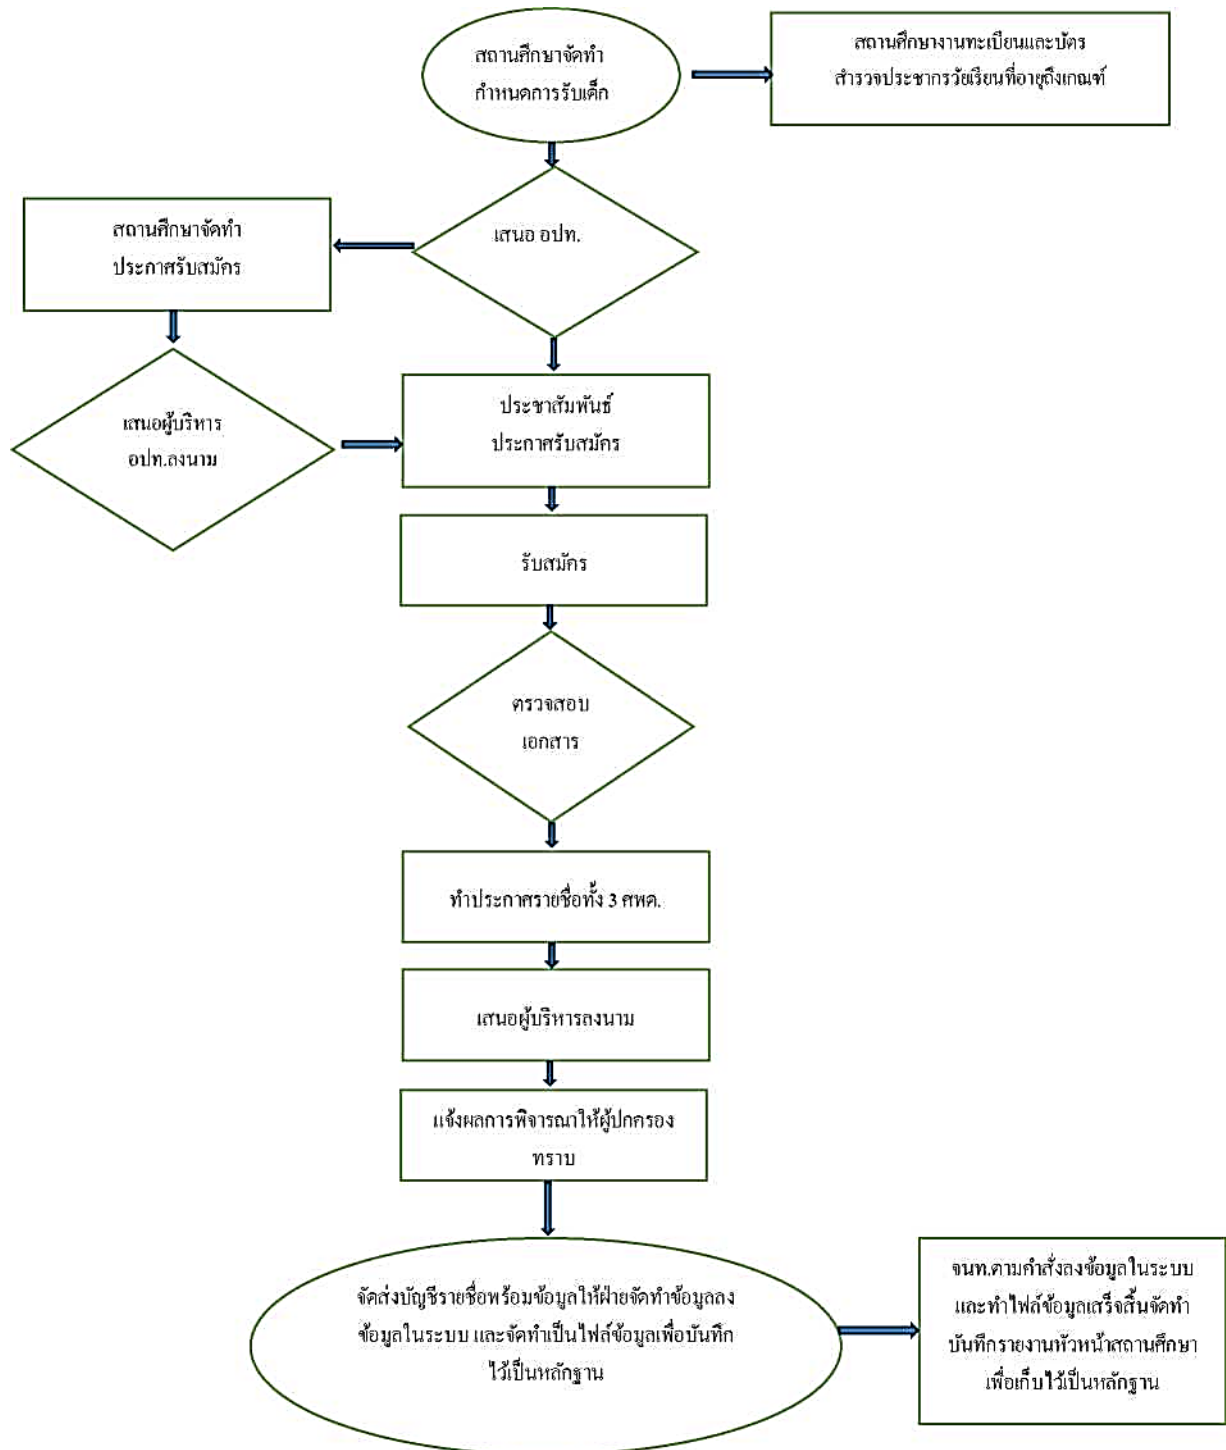 สถานศึกษาจัดทำ
กำหนดการรับเด็ก
สถานศึกษางานทะเบียนและบัตร
สำรวจประชากรวัยเรียนที่อายุถึงเกณฑ์
เสนอ อปท.
สถานศึกษาจัดทำ
ประกาศรับสมัคร
เสนอผู้บริหาร
อปท.ลงนาม
ประชาสัมพันธ์
ประกาศรับสมัคร
รับสมัคร
ตรวจสอบ
เอกสาร
ทำประกาศรายชื่อทั้ง 3 ศพด.
เสนอผู้บริหารลงนาม
แจ้งผลการพิจารณาให้ผู้ปกครอง
ทราบ
จัดส่งบัญชีรายชื่อพร้อมข้อมูลให้ฝ่ายจัดทำข้อมูลลง
ข้อมูลในระบบ และจัดทำเป็นไฟล์ข้อมูลเพื่อบันทึก
ไว้เป็นหลักฐาน
จนท.ตามคำสั่งลงข้อมูลในระบบ
และทำไฟล์ข้อมูลเสร็จสิ้นจัดทำ
บันทึกรายงานหัวหน้าสถานศึกษา
เพื่อเก็บไว้เป็นหลักฐาน